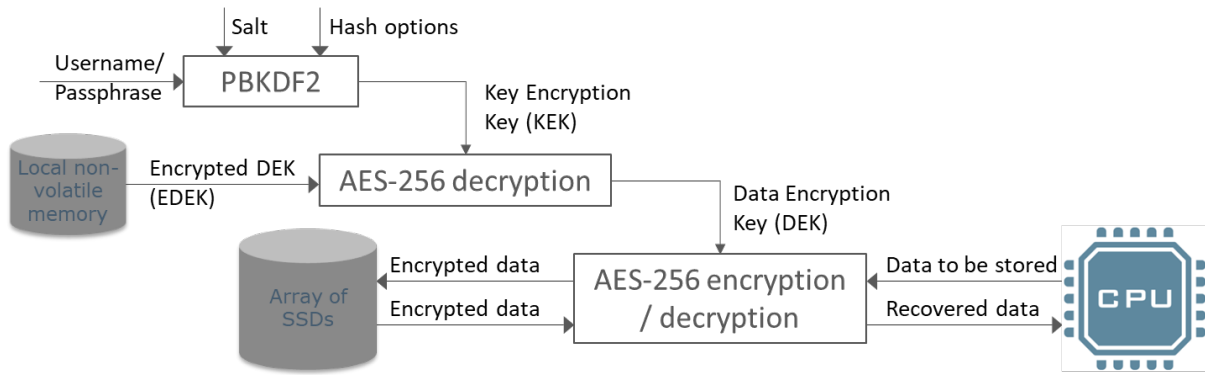 Salt
Hash options
Username/
Passphrase
PBKDF2
Key Encryption
Key (KEK)
Local non-
volatile
memory
Encrypted DEK
(EDEK)
AES-256 decryption
Data Encryption
Key (DEK)
Array of
SSDs
Encrypted data
Encrypted data
AES-256 encryption
/ decryption
Data to be stored
Recovered data
CPU